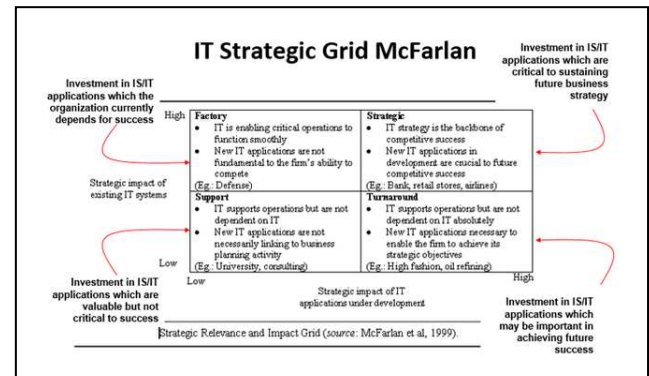 IT Strategic Grid McFarlan
Investment in IS/IT
applications which are
critical to sustaining
future business
strategy
Investment in IS/IT
applications which the
organization currently
depends for success
High
Factory
• IT is enabling critical operations to
function smoothly
• New IT applications are not
fundamental to the firm's ability to
compete
(Eg.: Defense)
Strategic
• IT strategy is the backbone of
competitive success
• New IT applications in
development are crucial to future
competitive success
(Eg.: Bank, retail stores, airlines)
Strategic impact of
existing IT systems
Support
• IT supports operations but are not
dependent on IT
• New IT applications are not
necessarily linking to business
planning activity
(Eg.: University, consulting)
Turnaround
• IT supports operations but are not
dependent on IT absolutely
• New IT applications necessary to
enable the firm to achieve its
strategic objectives
(Eg.: High fashion, oil refining)
Low
Low
High
Investment in IS/IT
applications which are
valuable but not
critical to success
Strategic impact of IT
applications under development
Investment in IS/IT
applications which
may be important in
achieving future
success
Strategic Relevance and Impact Grid (source: McFarlan et al, 1999).